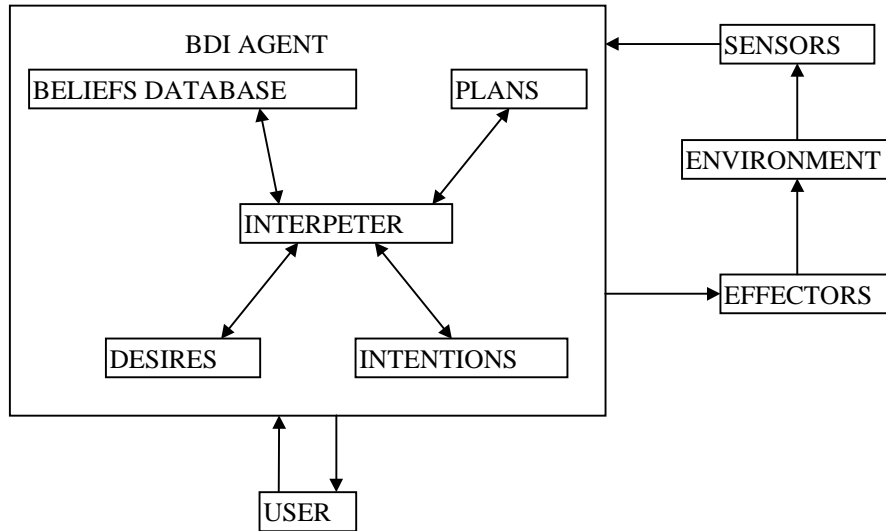 BDI AGENT
SENSORS
BELIEFS DATABASE
PLANS
ENVIRONMENT
INTERPETER
EFFECTORS
DESIRES
INTENTIONS
USER